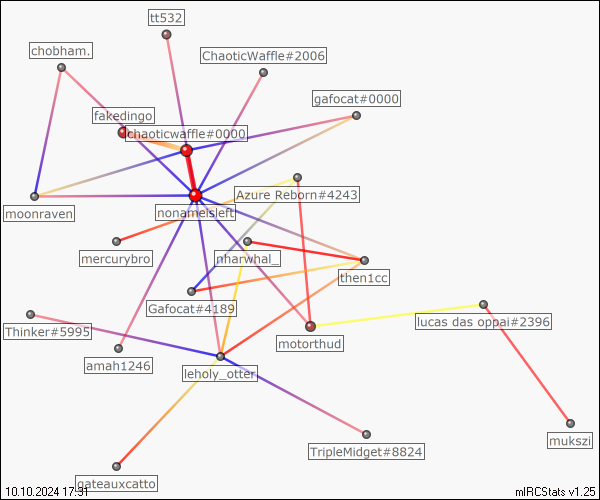 tt532
chobham.
ChaoticWaffle#2006
gafocat#0000
fakedingo
chaoticwaffle#0000
Azure Reborn#4243
moonraven
nonameisleft
mercurybro
nharwhal_
then1cc
Gafocat#4189
lucas das oppai#2396
Thinker#5995
motorthud
amah1246
leholy_otter
mukszi
TripleMidget#8824
gateauxcatto
10.10.2024 17:31
mIRCStats v1.25